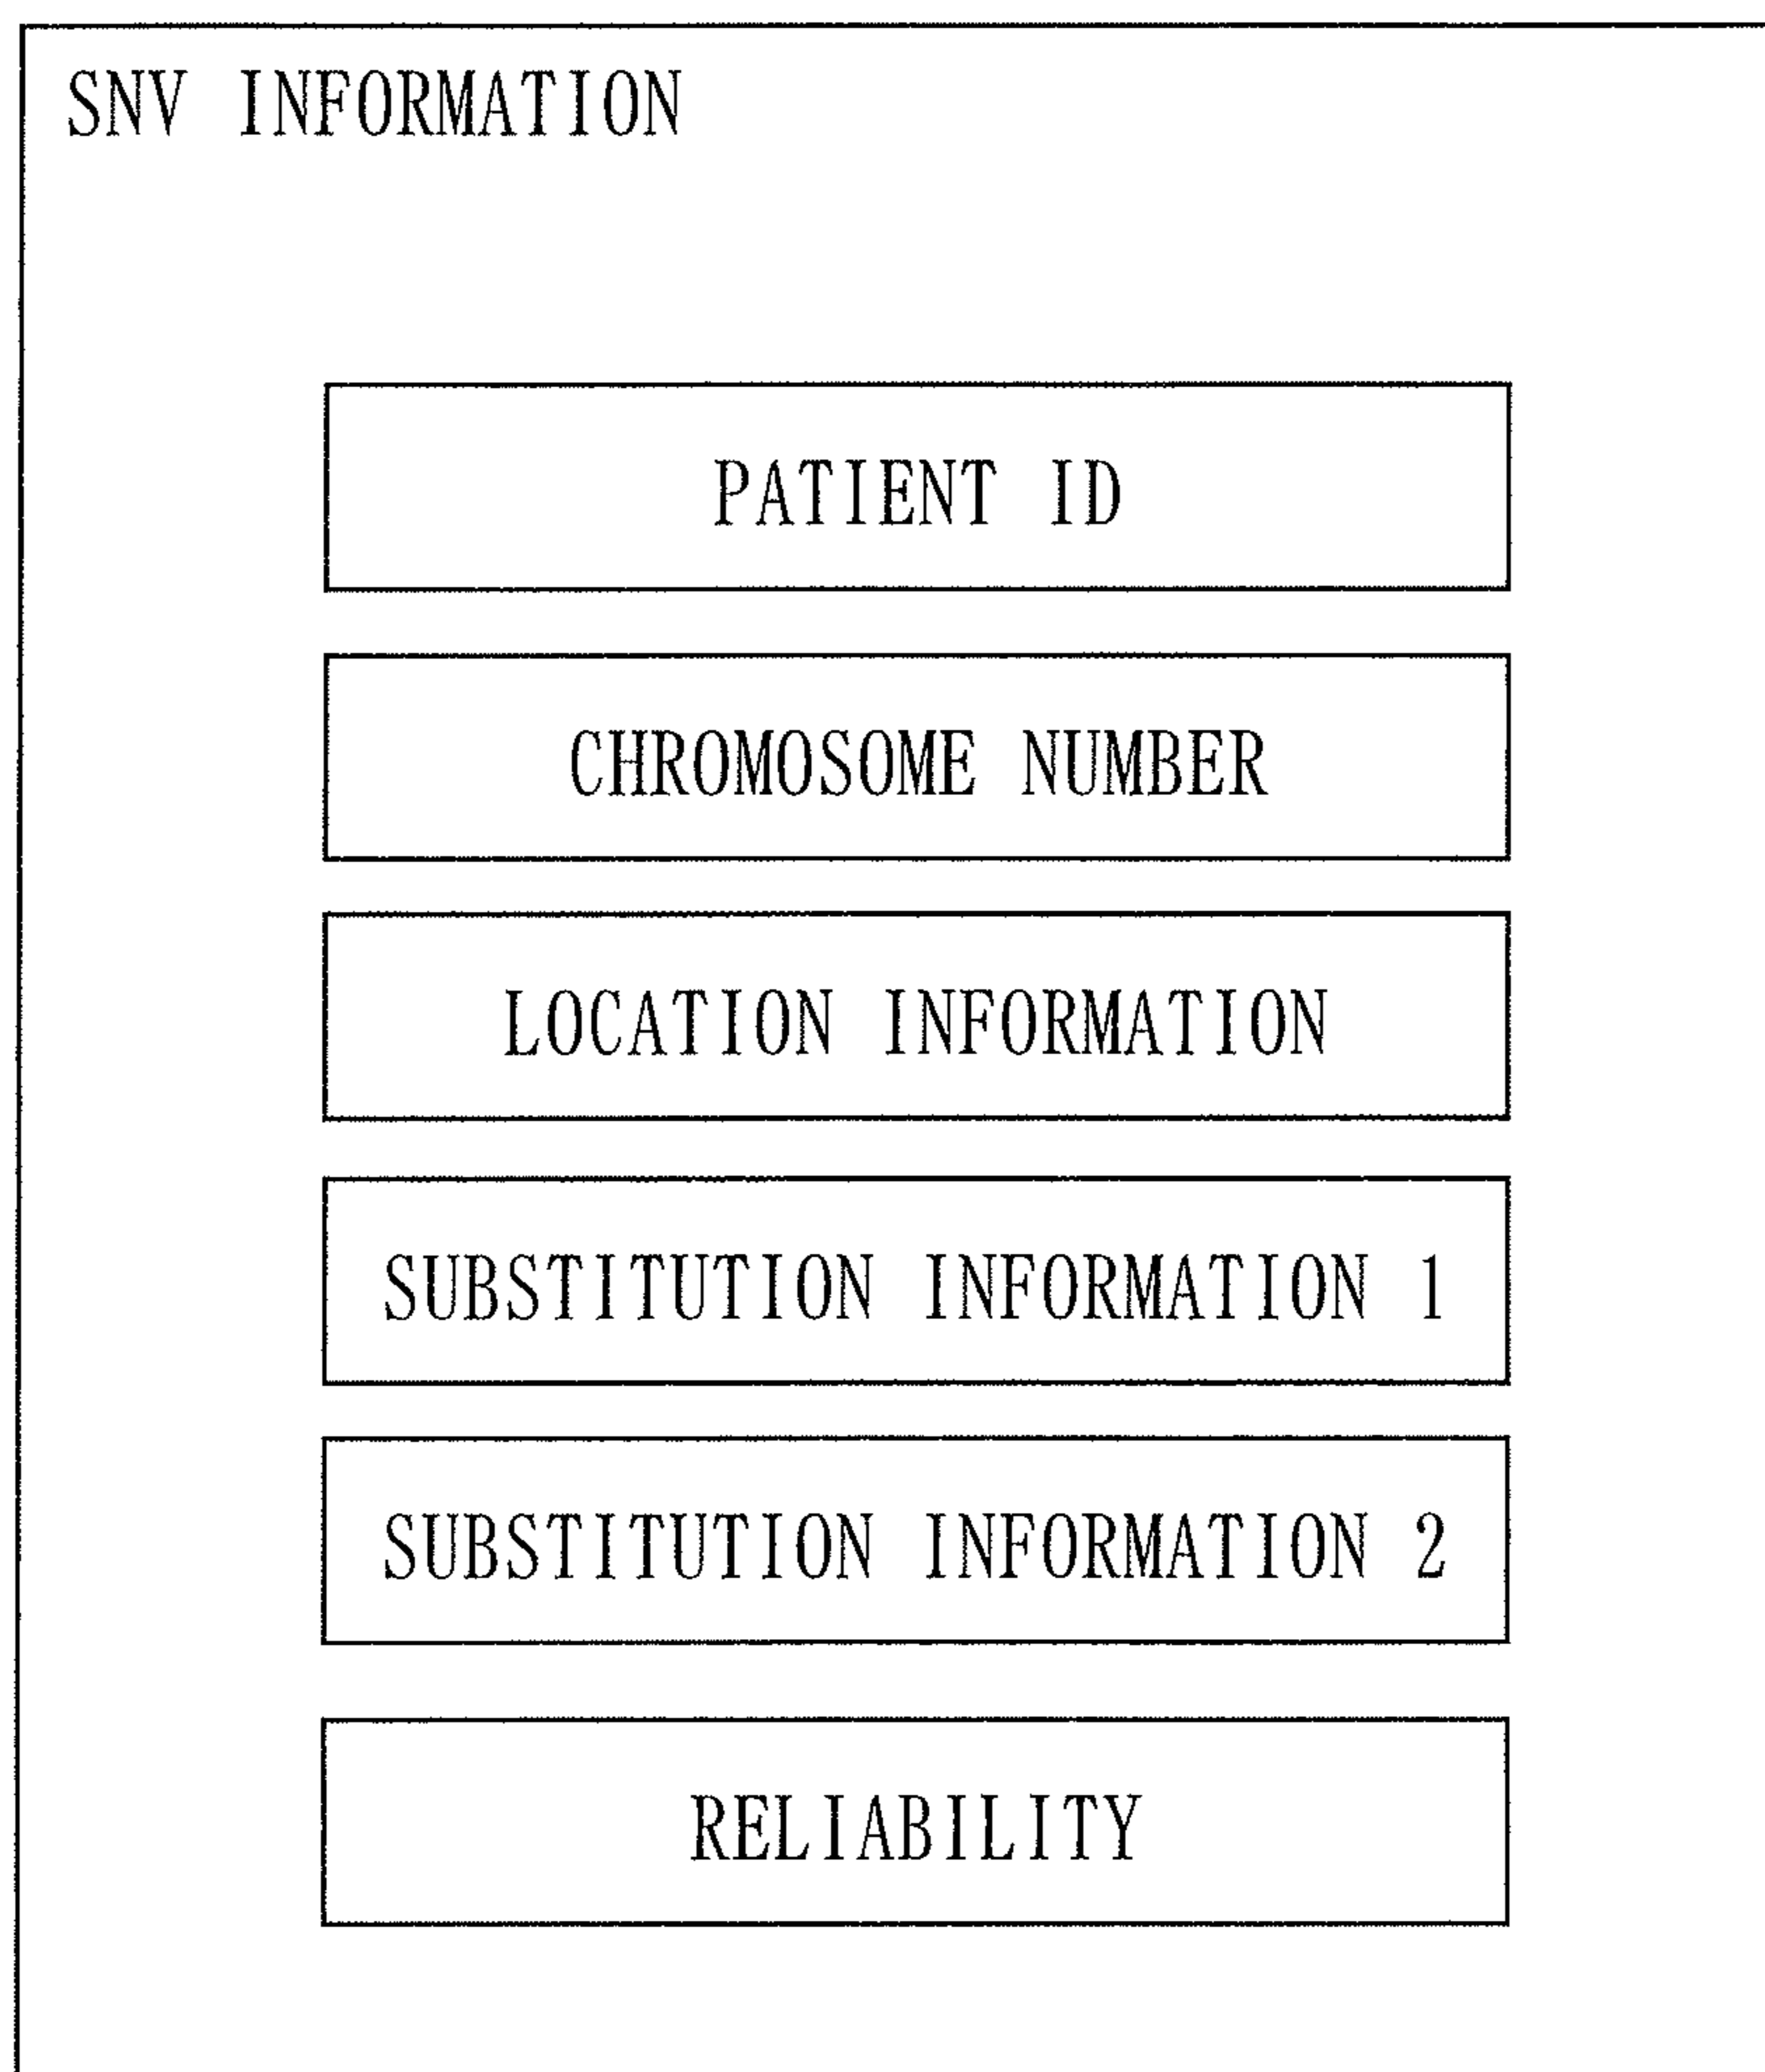 SNV INFORMATION
PATIENT ID
CHROMOSOME NUMBER
LOCATION INFORMATION
SUBSTITUTION INFORMATION 1
SUBSTITUTION INFORMATION 2
RELIABILITY